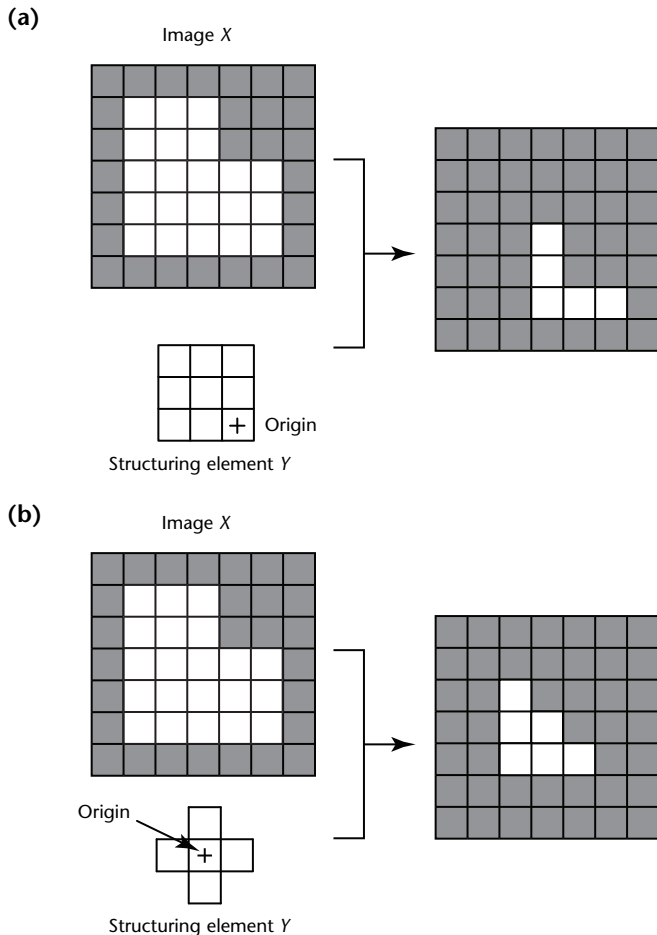 (a)
Image X
+ Origin
Structuring element Y
(b)
Image X
Origin
+
Structuring element Y